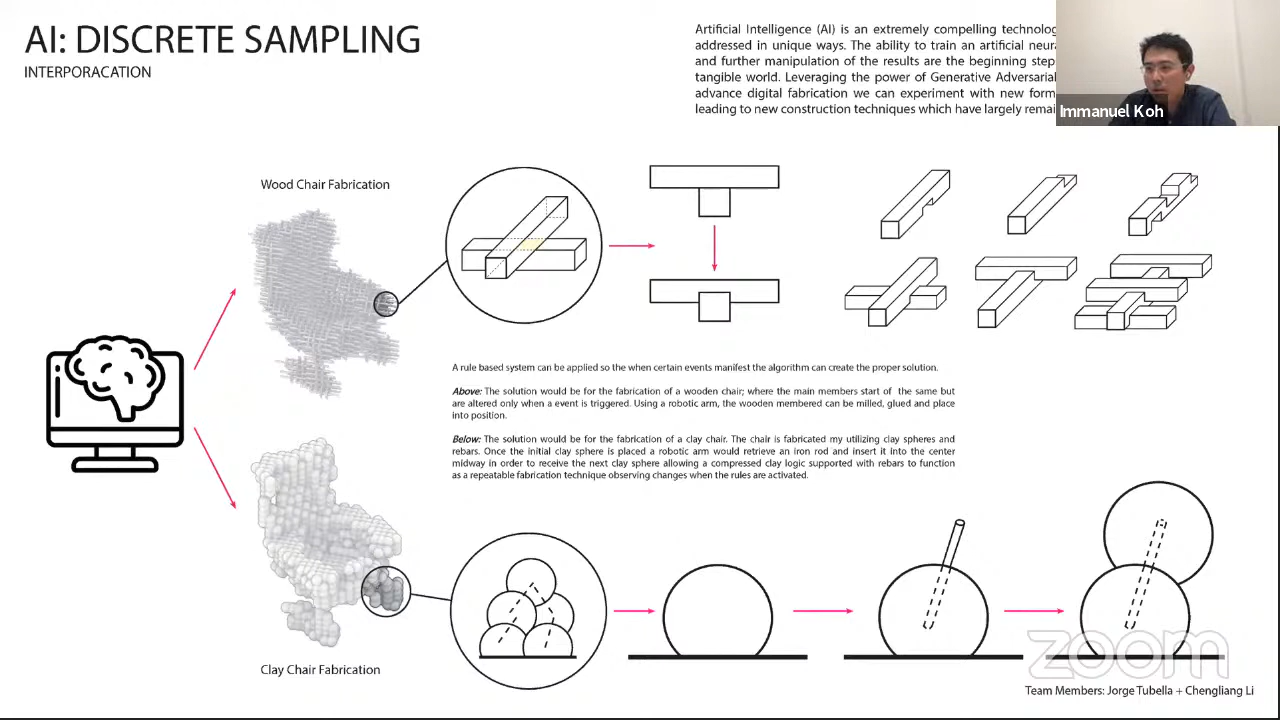 AI: DISCRETE SAMPLING
INTERPORACATION
Artificial Intelligence (AI) is an extremely compelling
addressed in unique ways. The ability to train an artificial
and further manipulation of the results are the beginning
tangible world. Leveraging the power of Generative
advance digital fabrication we can experiment with new
leading to new construction techniques which have largely
Immanuel Koh
Wood Chair Fabrication
A rule based system can be applied so the when certain events manifest the algorithm can create the proper solution.
Above: The solution would be for the fabrication of a wooden chair; where the main members start of the same but
are altered only when a event is triggered. Using a robotic arm, the wooden membered can be milled, glued and place
into position.
Below: The solution would be for the fabrication of a clay chair. The chair is fabricated my utilizing clay spheres and
rebars. Once the initial clay sphere is placed a robotic arm would retrieve an iron rod and insert it into the center
midway in order to receive the next clay sphere allowing a compressed clay logic supported with rebars to function
as a repeatable fabrication technique observing changes when the rules are activated.
Clay Chair Fabrication
zoom
Team Members: Jorge Tubella + Chengliang Li